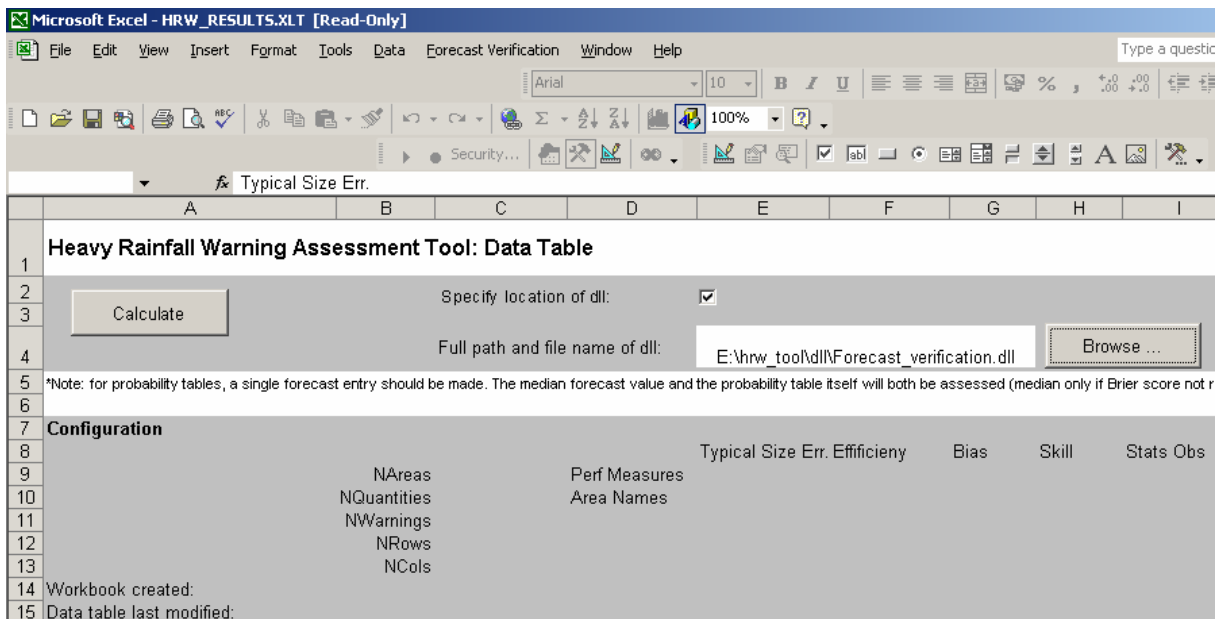 Microsoft Excel - HRW_RESULTS.XLT [Read-Only]
File Edit View Insert Format Tools Data Forecast Verification Window Help Type a questio
Arial 10 B I U % ,
100%
Security...
fx Typical Size Err.
A B C D E F G H I
1 Heavy Rainfall Warning Assessment Tool: Data Table
2 Specify location of dll:
3 Calculate
4 Full path and file name of dll: E:\hrw_tool\dll\Forecast_verification.dll Browse ...
5 *Note: for probability tables, a single forecast entry should be made. The median forecast value and the probability table itself will both be assessed (median only if Brier score not r
6
7 Configuration
8 Typical Size Err. Effificieny Bias Skill Stats Obs
9 NAreas Perf Measures
10 NQuantities Area Names
11 NWarnings
12 NRows
13 NCols
14 Workbook created:
15 Data table last modified: